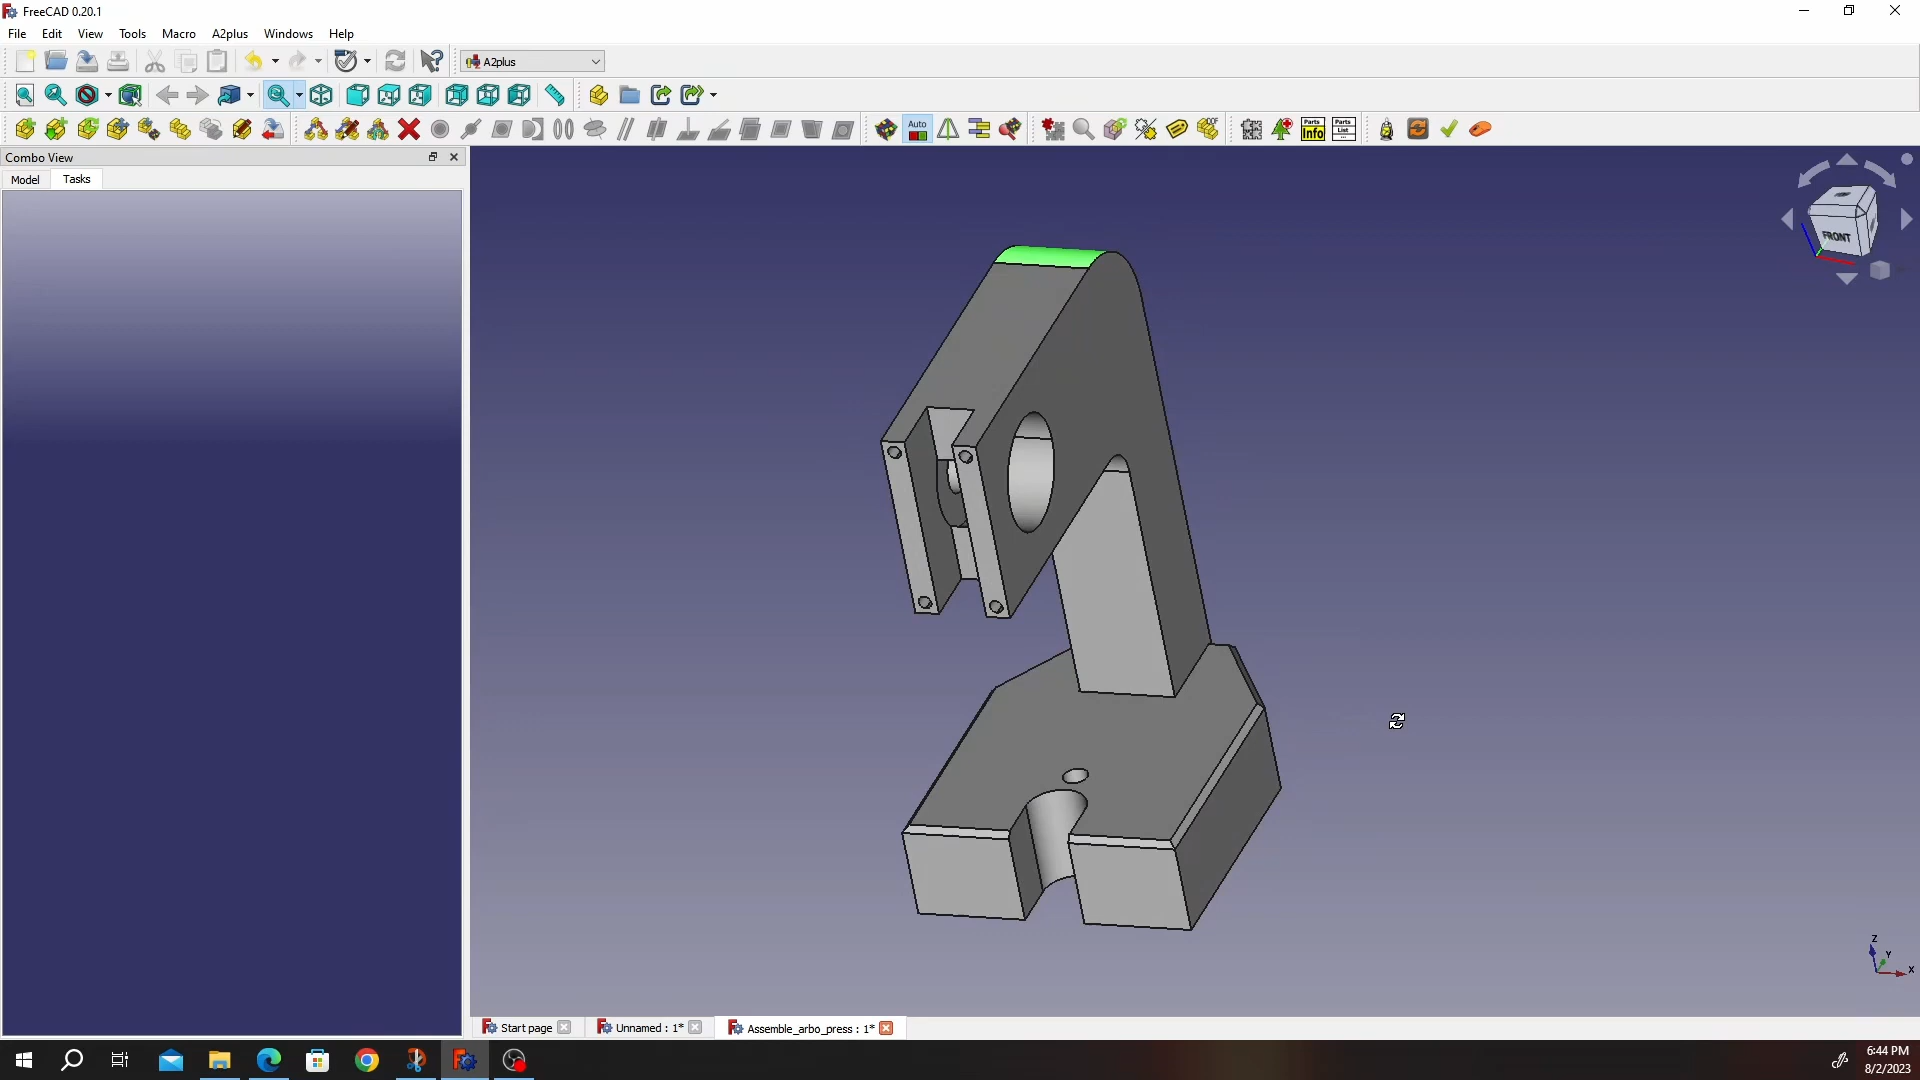 FreeCAD 0.20.1
File Edit View Tools Macro A2plus Windows Help
A2plus
Auto
DOF
Parts Info
Parts List
Combo View
Model Tasks
FRONT
Z
Y
X
Start page
Unnamed : 1*
Assemble_arbo_press : 1*
6:44 PM
8/2/2023